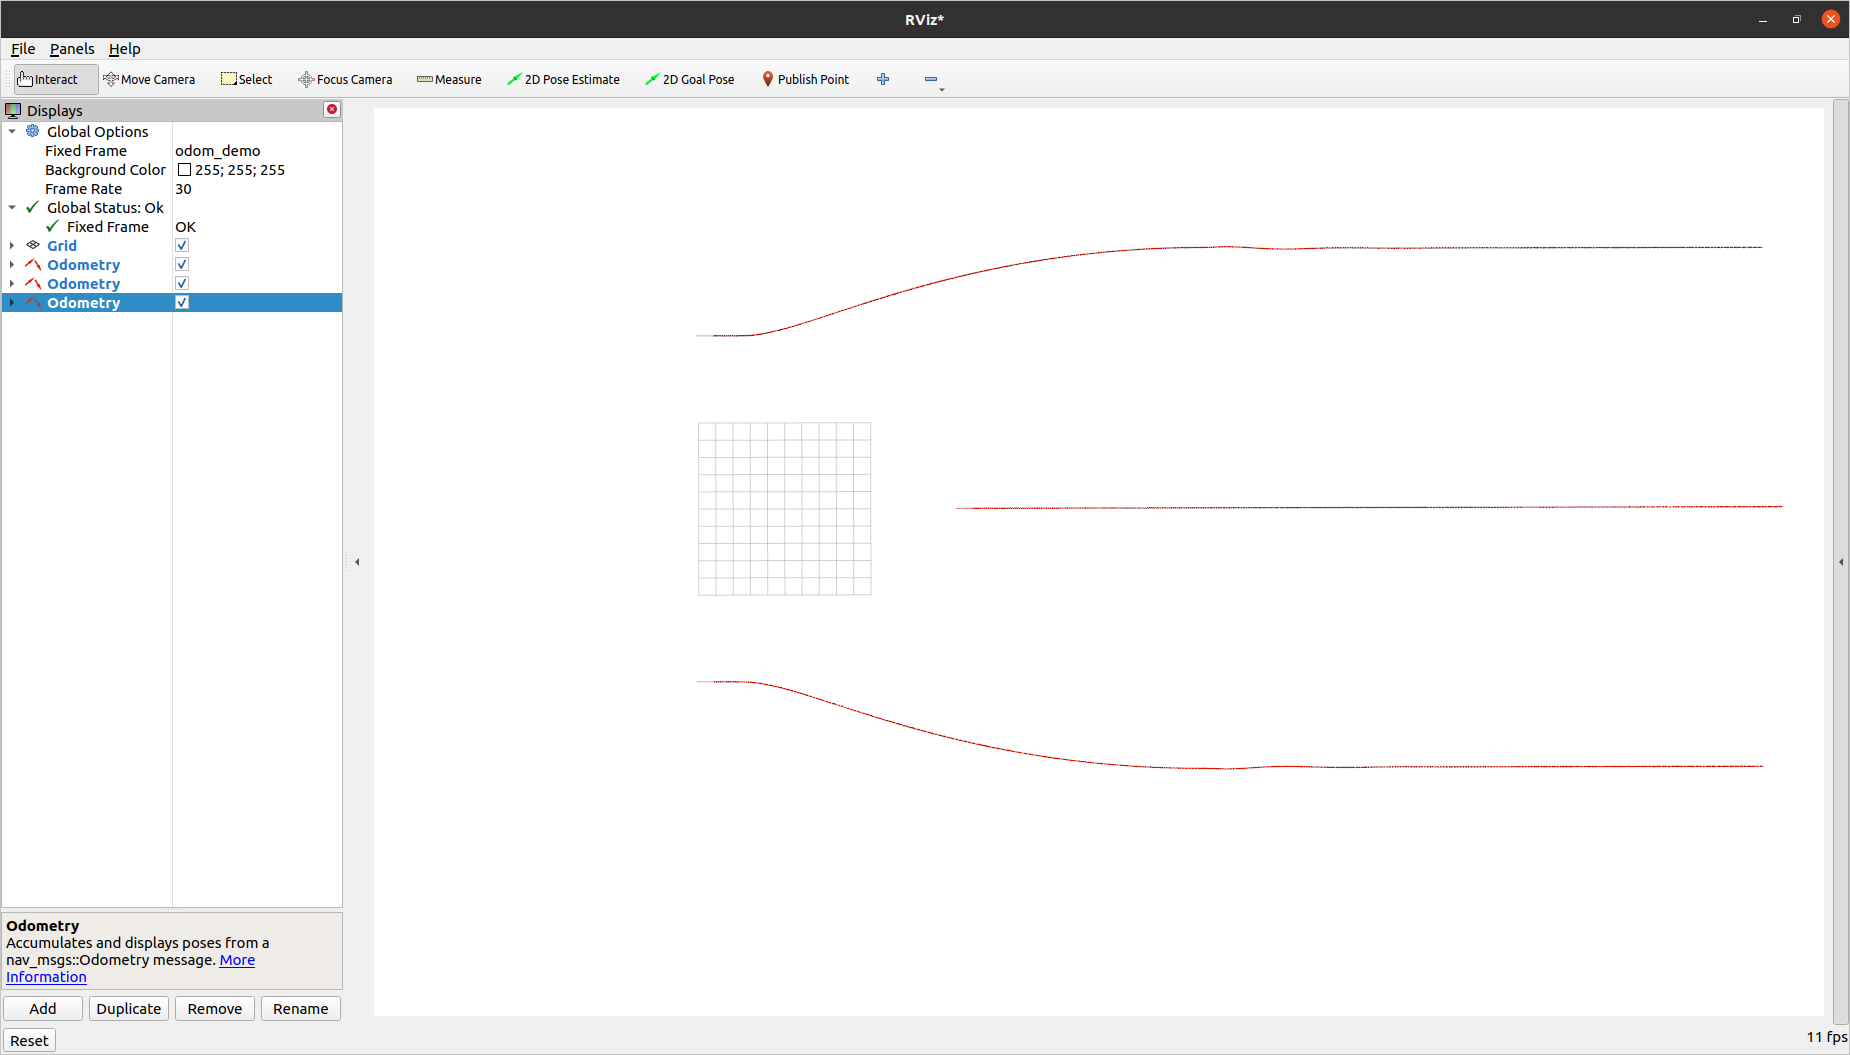 RViz*
File Panels Help
Interact Move Camera Select Focus Camera Measure 2D Pose Estimate 2D Goal Pose Publish Point
Displays
Global Options
Fixed Frame odom_demo
Background Color 255; 255; 255
Frame Rate 30
Global Status: Ok
Fixed Frame OK
Grid
Odometry
Odometry
Odometry
Odometry
Accumulates and displays poses from a
nav_msgs::Odometry message. More
Information
Add Duplicate Remove Rename
Reset
11 fps